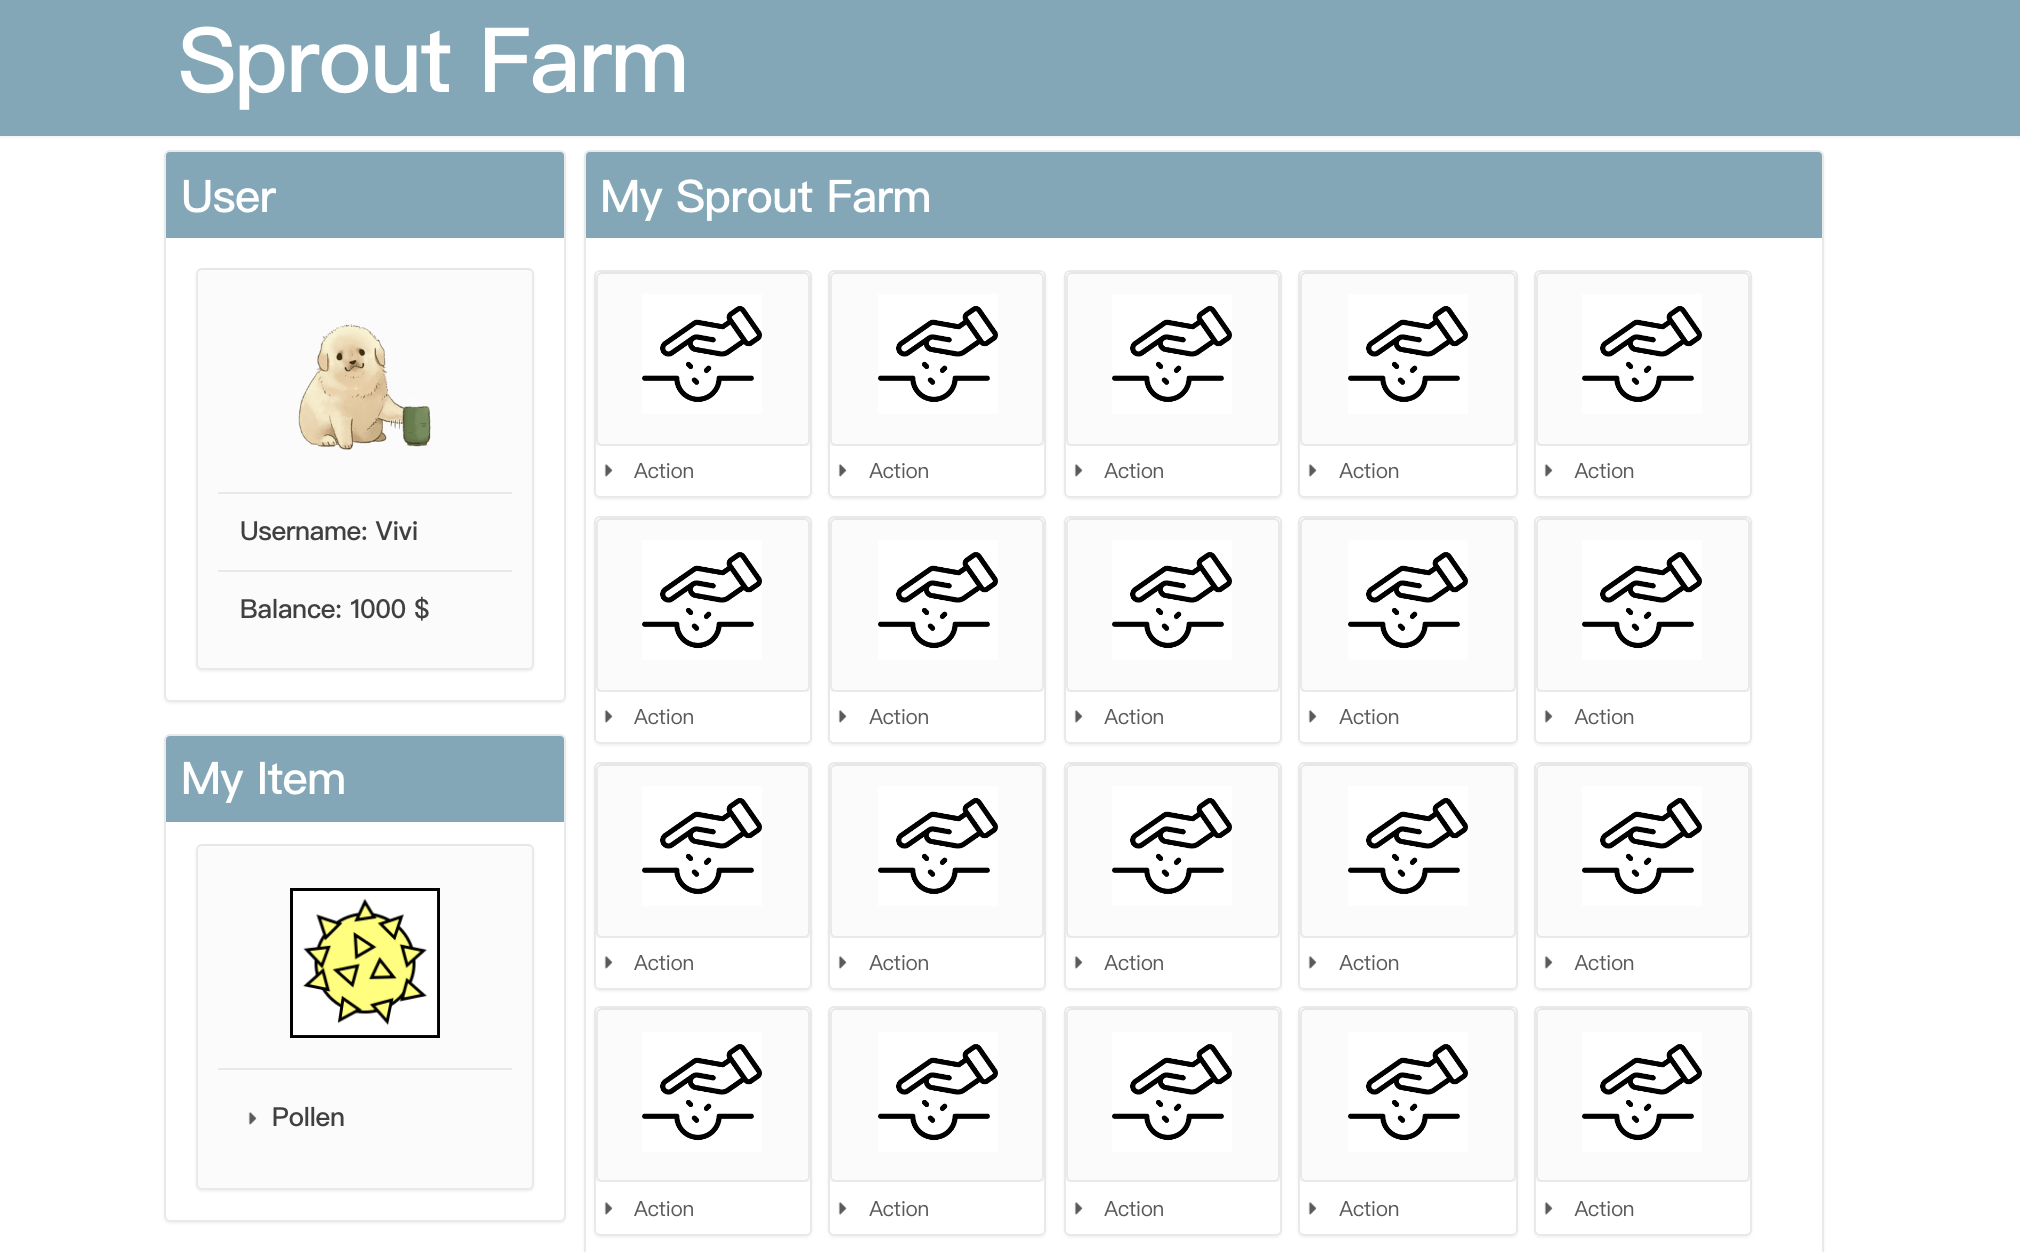 Sprout Farm
User
Username: Vivi
Balance: 1000 $
My Item
Pollen
My Sprout Farm
Action Action Action Action Action
Action Action Action Action Action
Action Action Action Action Action
Action Action Action Action Action